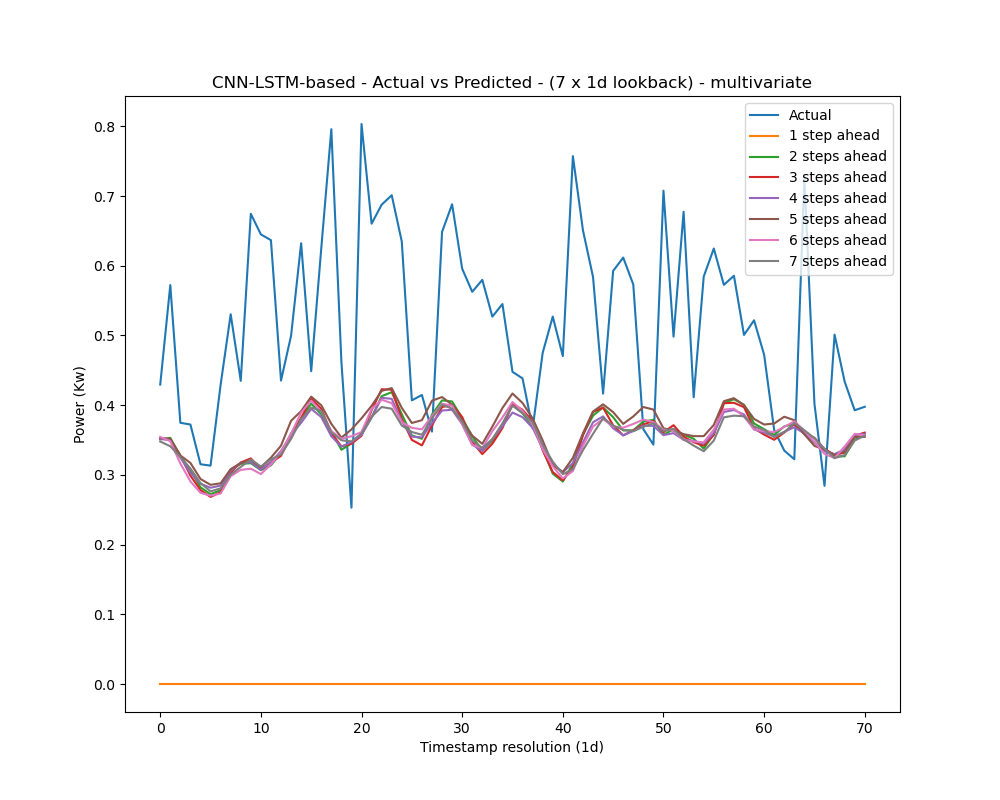 CNN-LSTM-based - Actual vs Predicted - (7 x 1d lookback) - multivariate
Actual
1 step ahead
2 steps ahead
3 steps ahead
4 steps ahead
5 steps ahead
6 steps ahead
7 steps ahead
0.8
0.7
0.6
0.5
0.4
0.3
0.2
0.1
0.0
Power (Kw)
0 10 20 30 40 50 60 70
Timestamp resolution (1d)